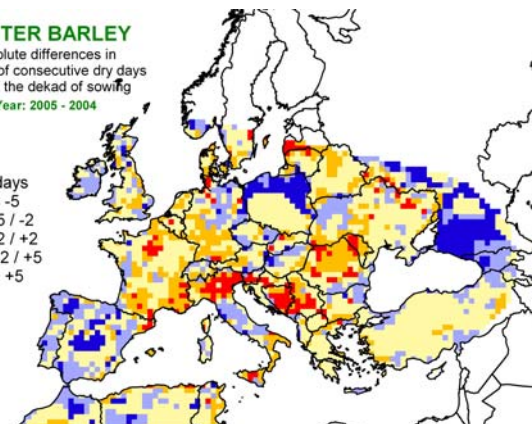 TER BARLEY
olute differences in
of consecutive dry days
the dekad of sowing
Year: 2005 - 2004
days
-5
5 / -2
2 / +2
2 / +5
+5